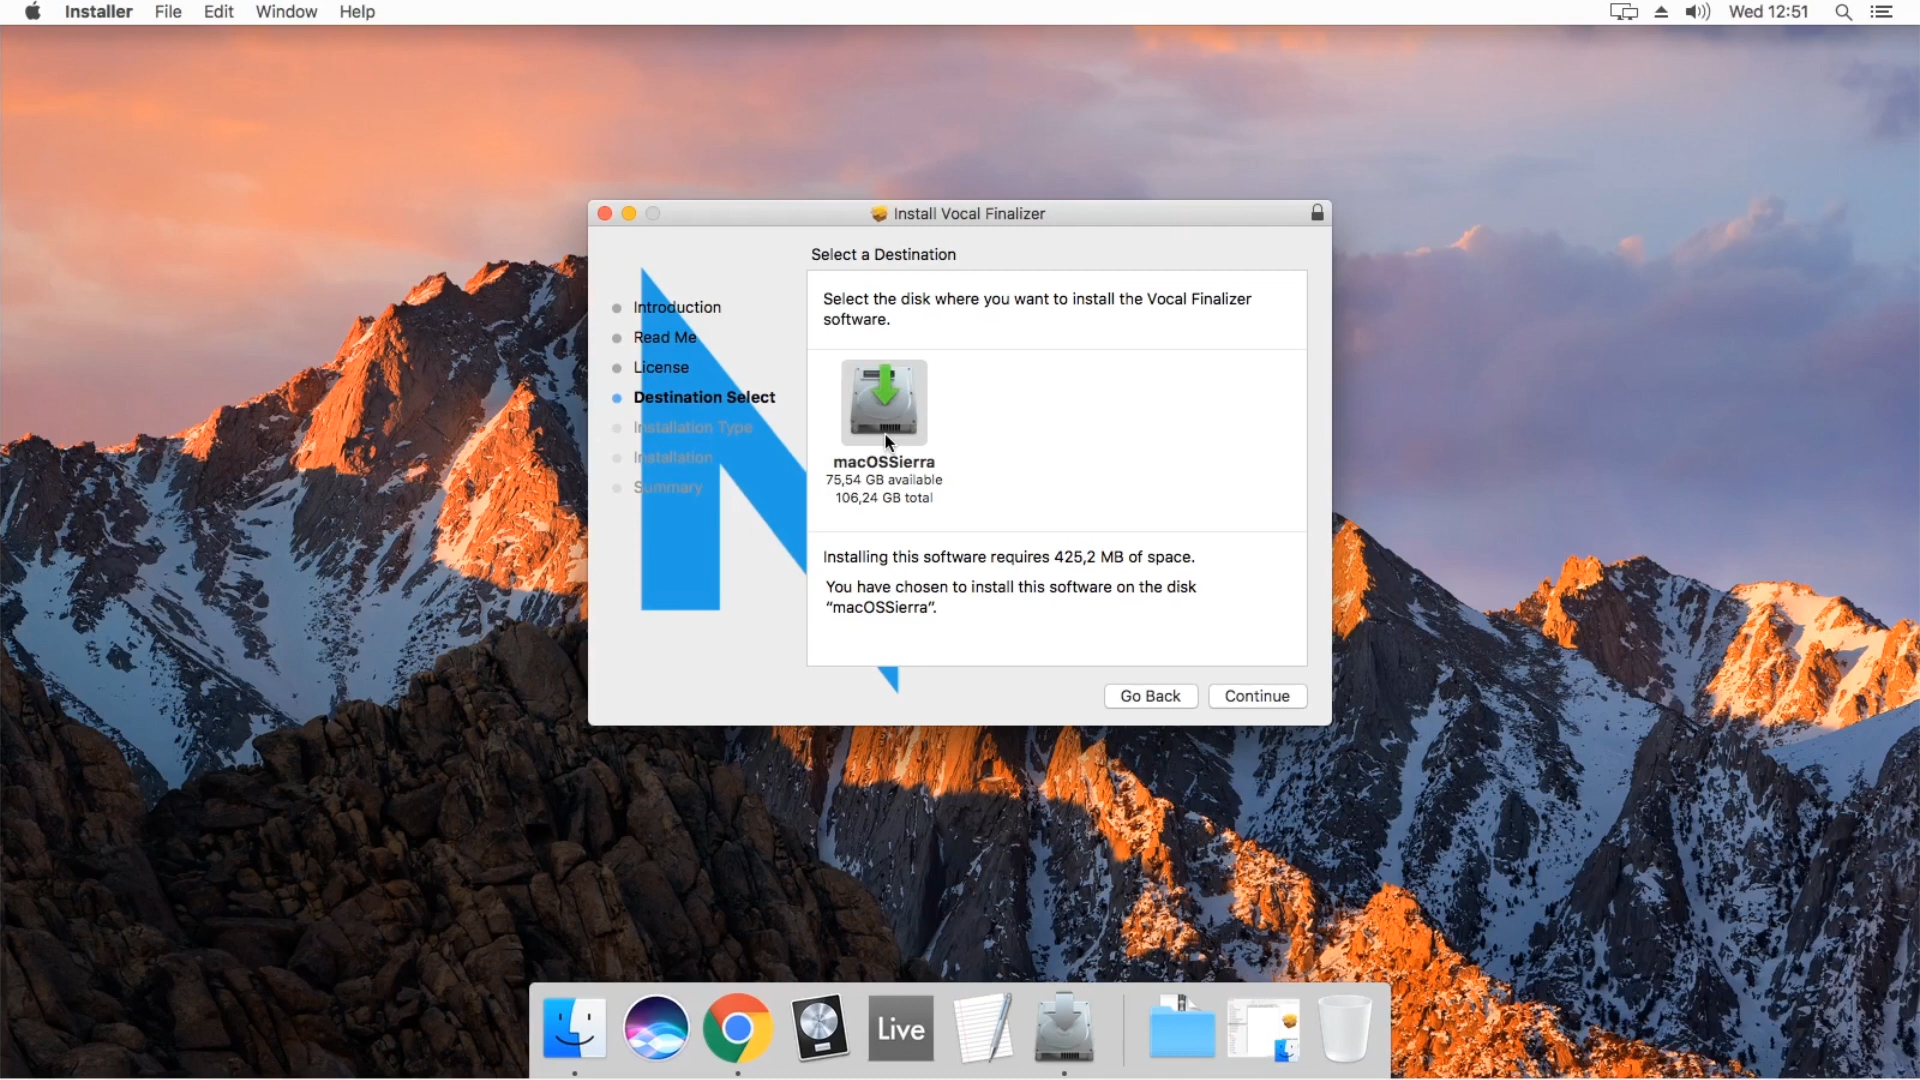 Installer File Edit Window Help
Wed 12:51
Install Vocal Finalizer
Select a Destination
Introduction
Read Me
License
Destination Select
Installation Type
Installation
Summary
Select the disk where you want to install the Vocal Finalizer
software.
macOSSierra
75,54 GB available
106,24 GB total
Installing this software requires 425,2 MB of space.
You have chosen to install this software on the disk
“macOSSierra”.
Go Back
Continue
Live